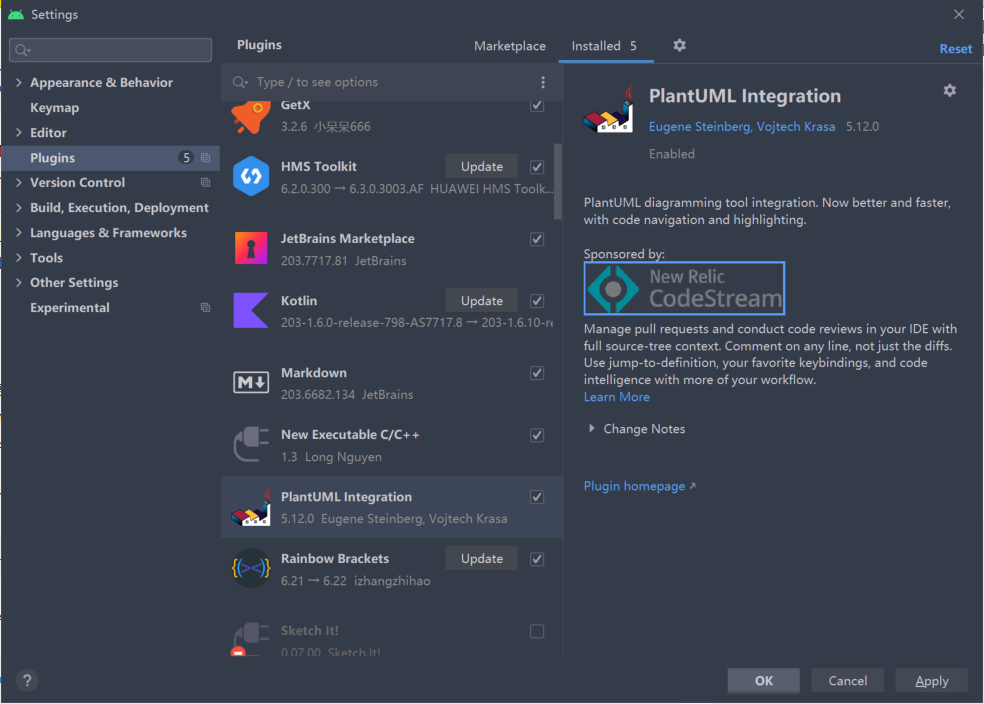 Settings
Plugins
Marketplace
Installed 5
Reset
Appearance & Behavior
Keymap
Editor
Plugins 5
Version Control
Build, Execution, Deployment
Languages & Frameworks
Tools
Other Settings
Experimental
Type / to see options
GetX
3.2.6 小呆呆666
HMS Toolkit
Update
6.2.0.300 → 6.3.0.3003.AF HUAWEI HMS Toolk...
JetBrains Marketplace
203.7717.81 JetBrains
Kotlin
Update
203-1.6.0-release-798-AS7717.8 → 203-1.6.10-re
Markdown
203.6682.134 JetBrains
New Executable C/C++
1.3 Long Nguyen
PlantUML Integration
5.12.0 Eugene Steinberg, Vojtech Krasa
Rainbow Brackets
Update
6.21 → 6.22 izhangzhihao
Sketch It!
0.07.00 Sketch It!
PlantUML Integration
Eugene Steinberg, Vojtech Krasa 5.12.0
Enabled
PlantUML diagramming tool integration. Now better and faster,
with code navigation and highlighting.
Sponsored by:
New Relic
CodeStream
Manage pull requests and conduct code reviews in your IDE with
full source-tree context. Comment on any line, not just the diffs.
Use jump-to-definition, your favorite keybindings, and code
intelligence with more of your workflow.
Learn More
Change Notes
Plugin homepage
?
OK
Cancel
Apply